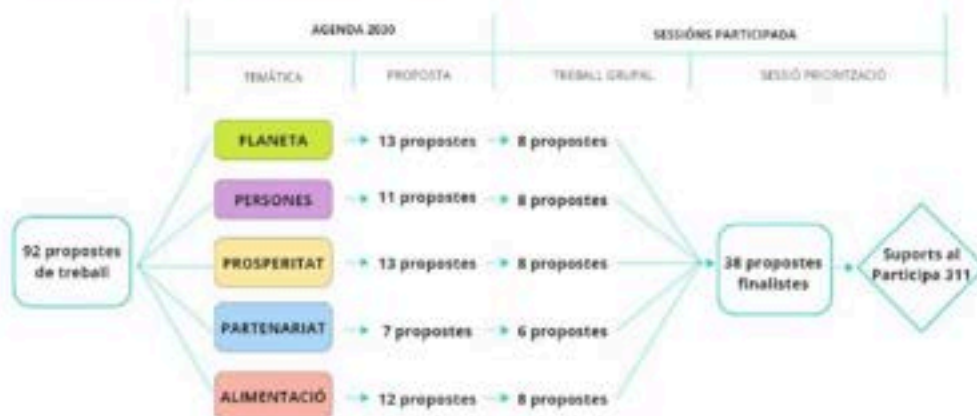 AGENDA 2030
SESSIÓNS PARTICIPADA
TEMÀTICA
PROPOSTA
TREBALL GRUPAL
SESSIÓ PRIORITZACIÓ
92 propostes
de treball
PLANETA
13 propostes
8 propostes
PERSONES
11 propostes
8 propostes
PROSPERITAT
13 propostes
8 propostes
PARTENARIAT
7 propostes
6 propostes
ALIMENTACIÓ
12 propostes
8 propostes
38 propostes
finalistes
Suports al
Participa 311